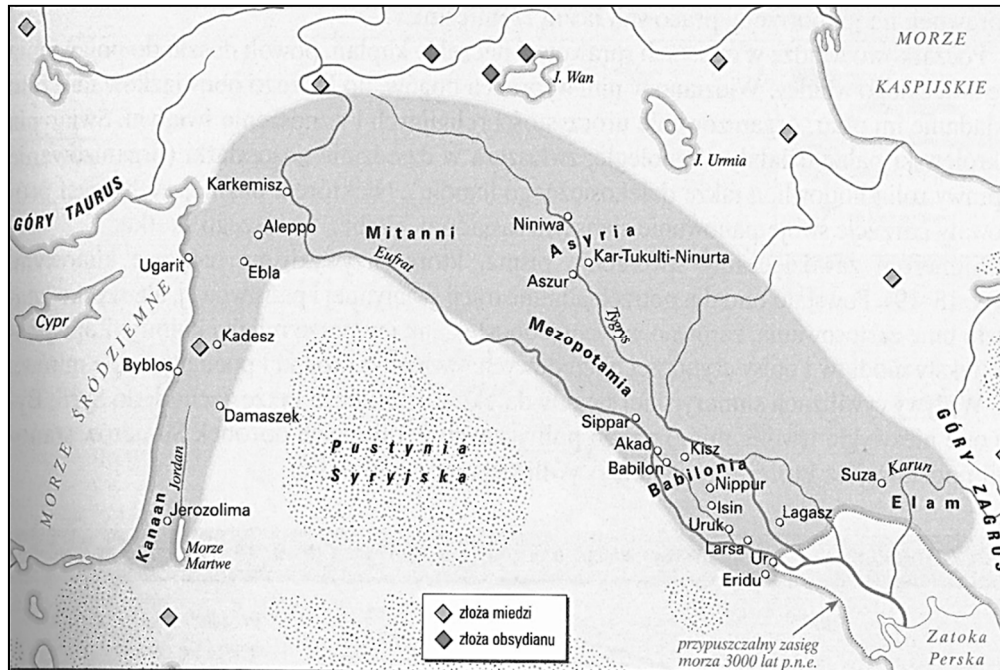 MORZE
KASPIJSKIE
J. Wan
J. Urmia
GÓRY TAURUS
Karkemisz
Aleppo
Mitanni
Niniwa
Asyria
Ugarit
Ebla
Eufrat
Kar-Tukulti-Ninurta
Aszur
Cypr
Tygrys
MORZE ŚRÓDZIEMNE
Kadesz
Mezopotamia
Byblos
Damaszek
Sippar
GÓRY ZAGROS
Pustynia
Syryjska
Akad
Kisz
Babilon
Babilonia
Suza
Karun
Jordan
Nippur
Elam
Kanaan
Isin
Jerozolima
Uruk
Lagasz
Morze
Martwe
Larsa
Ur
Eridu
złoża miedzi
złoża obsydianu
przypuszczalny zasięg
morza 3000 lat p.n.e.
Zatoka
Perska